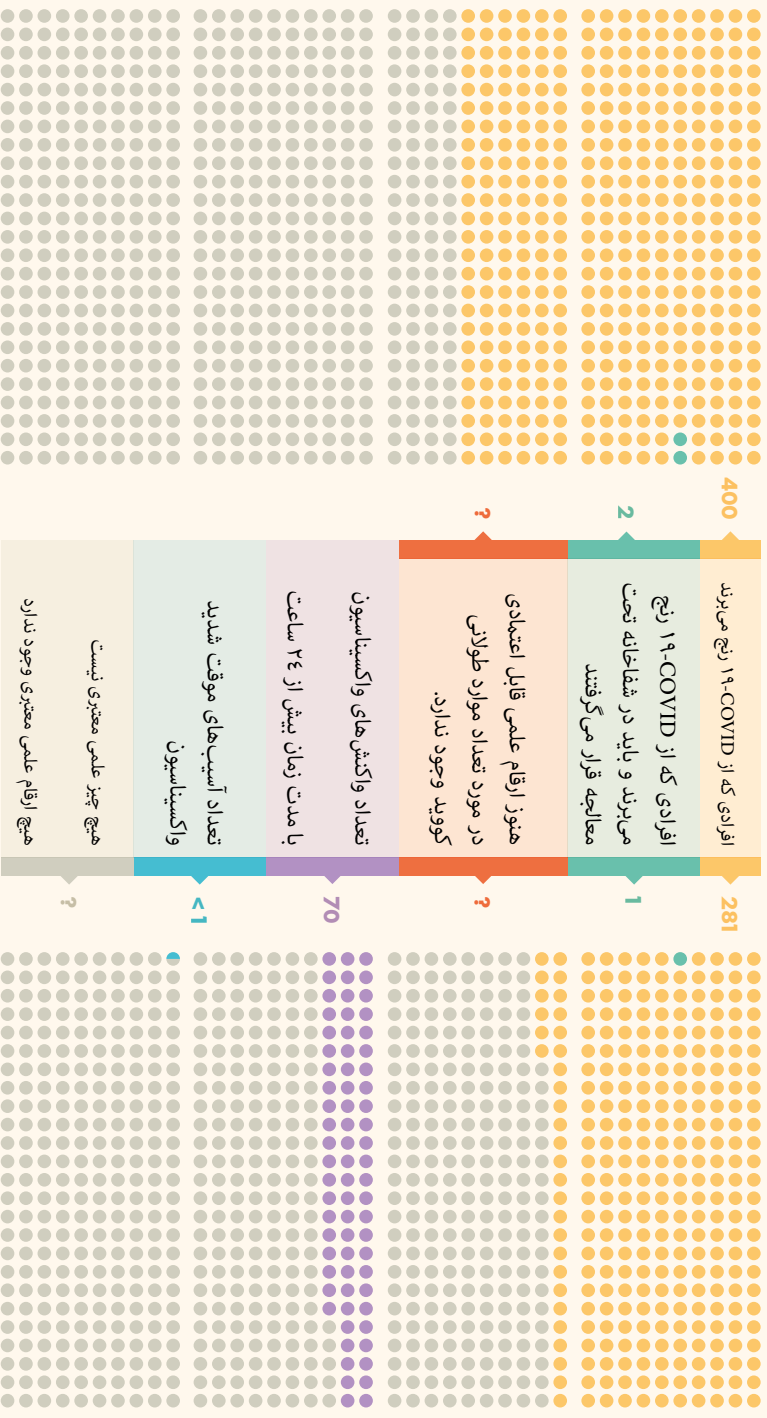 281
افرادی که از COVID-۱۹ رنج می‌برند
400
1
افرادی که از COVID-۱۹ رنج
می‌برند و باید در شفاخانه تحت
معالجه قرار می‌گرفتند
2
?
هنوز ارقام علمی قابل اعتمادی
در مورد تعداد موارد طولانی
کووید وجود ندارد.
?
70
تعداد واکنش‌های واکسیناسیون
با مدت زمان بیش از ٢٤ ساعت
<1
تعداد آسیب‌های موقت شدید
واکسیناسیون
?
هیچ چیز علمی معتبری نیست
هیچ ارقام علمی معتبری وجود ندارد